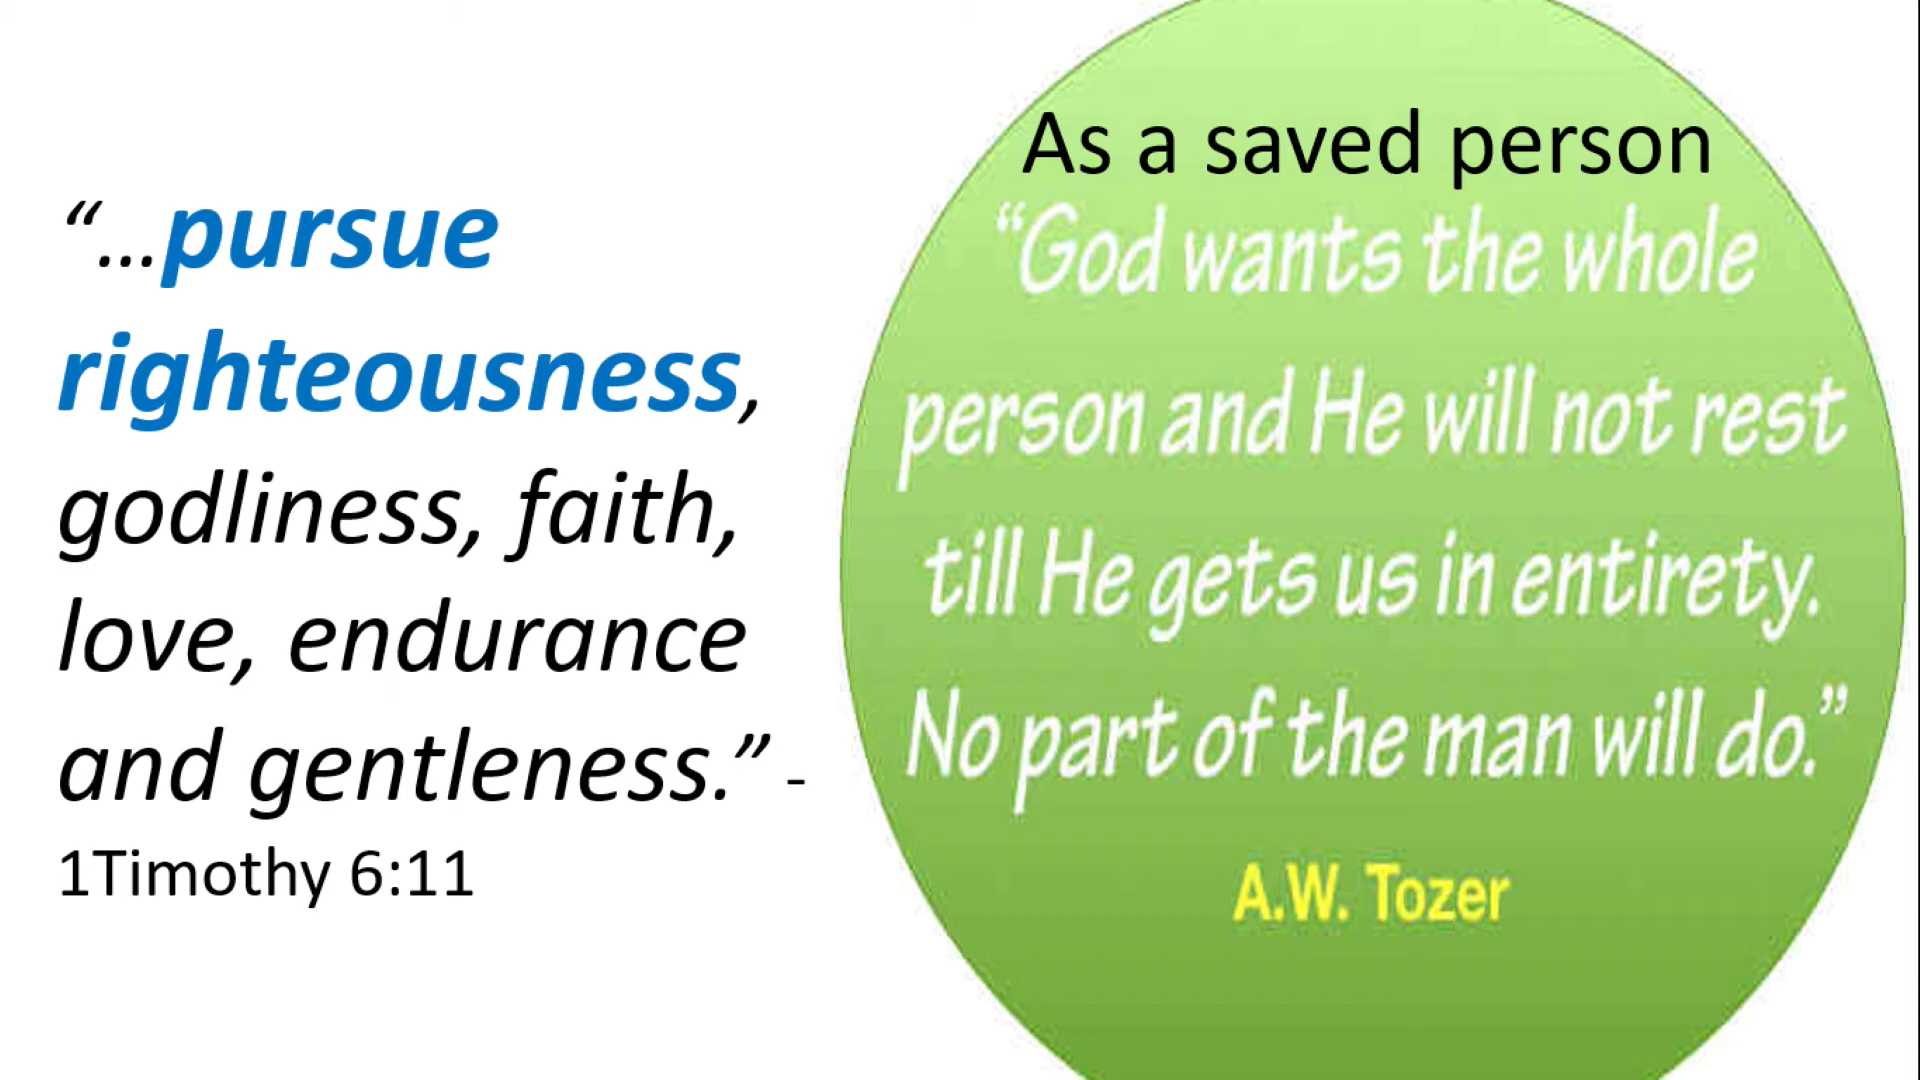 “...pursue
righteousness,
godliness, faith,
love, endurance
and gentleness.” -
1Timothy 6:11
As a saved person
“God wants the whole
person and He will not rest
till He gets us in entirety.
No part of the man will do.”
A.W. Tozer